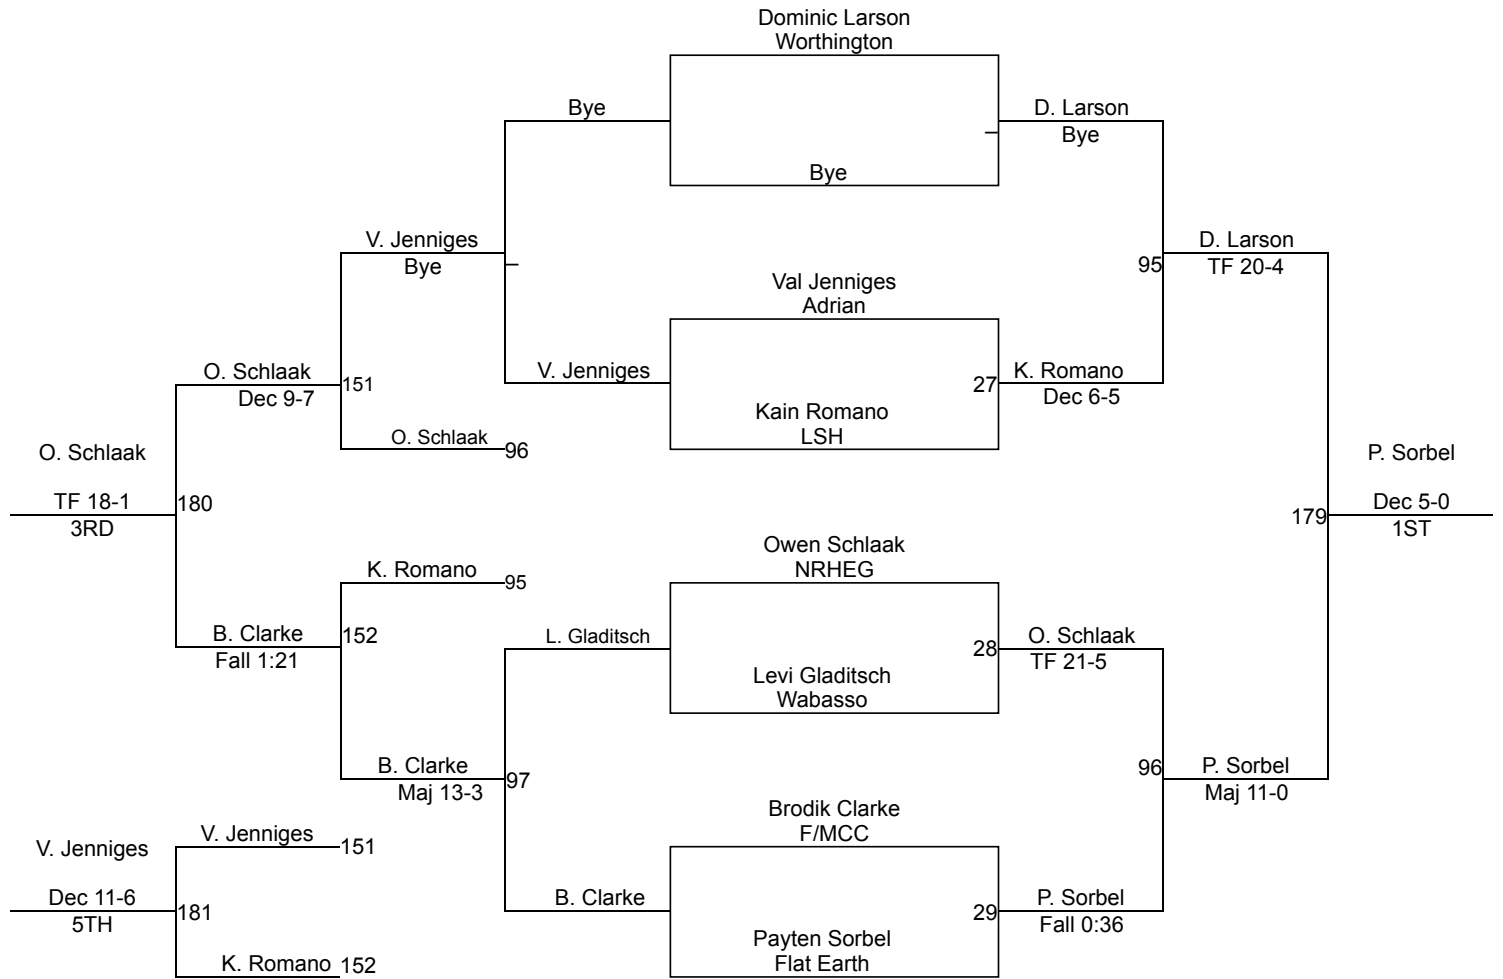 Dominic Larson
Worthington
Bye
D. Larson
Bye
Bye
V. Jenniges
Bye
D. Larson
95
TF 20-4
Val Jenniges
Adrian
O. Schlaak
151
Dec 9-7
V. Jenniges
27
K. Romano
Dec 6-5
Kain Romano
LSH
O. Schlaak
96
O. Schlaak
TF 18-1
180
3RD
P. Sorbel
Dec 5-0
179
1ST
Owen Schlaak
NRHEG
K. Romano
95
B. Clarke
152
Fall 1:21
L. Gladitsch
28
O. Schlaak
TF 21-5
Levi Gladitsch
Wabasso
B. Clarke
97
Maj 13-3
96
P. Sorbel
Maj 11-0
Brodik Clarke
F/MCC
V. Jenniges
151
V. Jenniges
Dec 11-6
181
5TH
B. Clarke
29
P. Sorbel
Fall 0:36
Payten Sorbel
Flat Earth
K. Romano
152